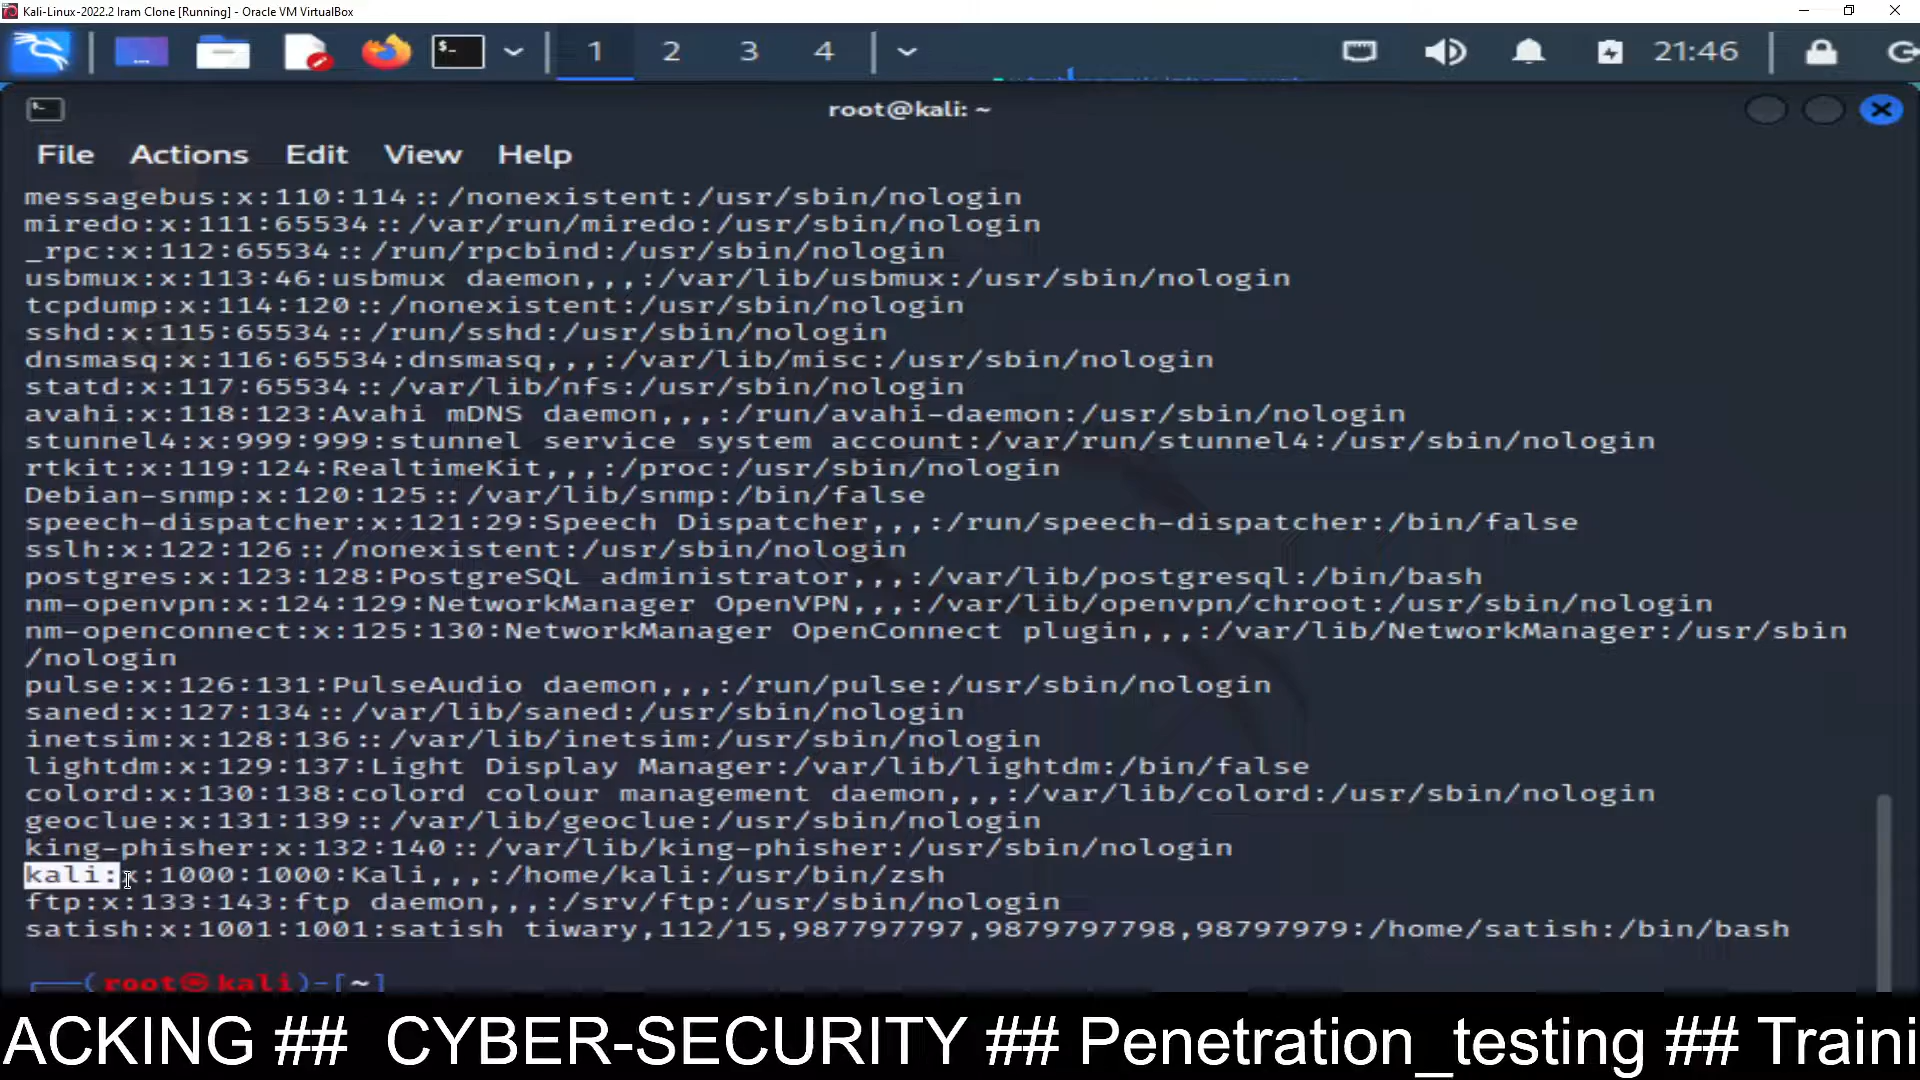 Kali-Linux-2022.2 Iram Clone [Running] - Oracle VM VirtualBox
$- 1 2 3 4 21:46
root@kali: ~
File Actions Edit View Help
messagebus:x:110:114::/nonexistent:/usr/sbin/nologin
miredo:x:111:65534::/var/run/miredo:/usr/sbin/nologin
_rpc:x:112:65534::/run/rpcbind:/usr/sbin/nologin
usbmux:x:113:46:usbmux daemon,,,:/var/lib/usbmux:/usr/sbin/nologin
tcpdump:x:114:120::/nonexistent:/usr/sbin/nologin
sshd:x:115:65534::/run/sshd:/usr/sbin/nologin
dnsmasq:x:116:65534:dnsmasq,,,:/var/lib/misc:/usr/sbin/nologin
statd:x:117:65534::/var/lib/nfs:/usr/sbin/nologin
avahi:x:118:123:Avahi mDNS daemon,,,:/run/avahi-daemon:/usr/sbin/nologin
stunnel4:x:999:999:stunnel service system account:/var/run/stunnel4:/usr/sbin/nologin
rtkit:x:119:124:RealtimeKit,,,:/proc:/usr/sbin/nologin
Debian-snmp:x:120:125::/var/lib/snmp:/bin/false
speech-dispatcher:x:121:29:Speech Dispatcher,,,:/run/speech-dispatcher:/bin/false
sslh:x:122:126::/nonexistent:/usr/sbin/nologin
postgres:x:123:128:PostgreSQL administrator,,,:/var/lib/postgresql:/bin/bash
nm-openvpn:x:124:129:NetworkManager OpenVPN,,,:/var/lib/openvpn/chroot:/usr/sbin/nologin
nm-openconnect:x:125:130:NetworkManager OpenConnect plugin,,,:/var/lib/NetworkManager:/usr/sbin
/nologin
pulse:x:126:131:PulseAudio daemon,,,:/run/pulse:/usr/sbin/nologin
saned:x:127:134::/var/lib/saned:/usr/sbin/nologin
inetsim:x:128:136::/var/lib/inetsim:/usr/sbin/nologin
lightdm:x:129:137:Light Display Manager:/var/lib/lightdm:/bin/false
colord:x:130:138:colord colour management daemon,,,:/var/lib/colord:/usr/sbin/nologin
geoclue:x:131:139::/var/lib/geoclue:/usr/sbin/nologin
king-phisher:x:132:140::/var/lib/king-phisher:/usr/sbin/nologin
kali:x:1000:1000:Kali,,,:/home/kali:/usr/bin/zsh
ftp:x:133:143:ftp daemon,,,:/srv/ftp:/usr/sbin/nologin
satish:x:1001:1001:satish tiwary,112/15,987797797,9879797798,98797979:/home/satish:/bin/bash
┌──(root㉿kali)-[~]
ACKING ## CYBER-SECURITY ## Penetration_testing ## Traini